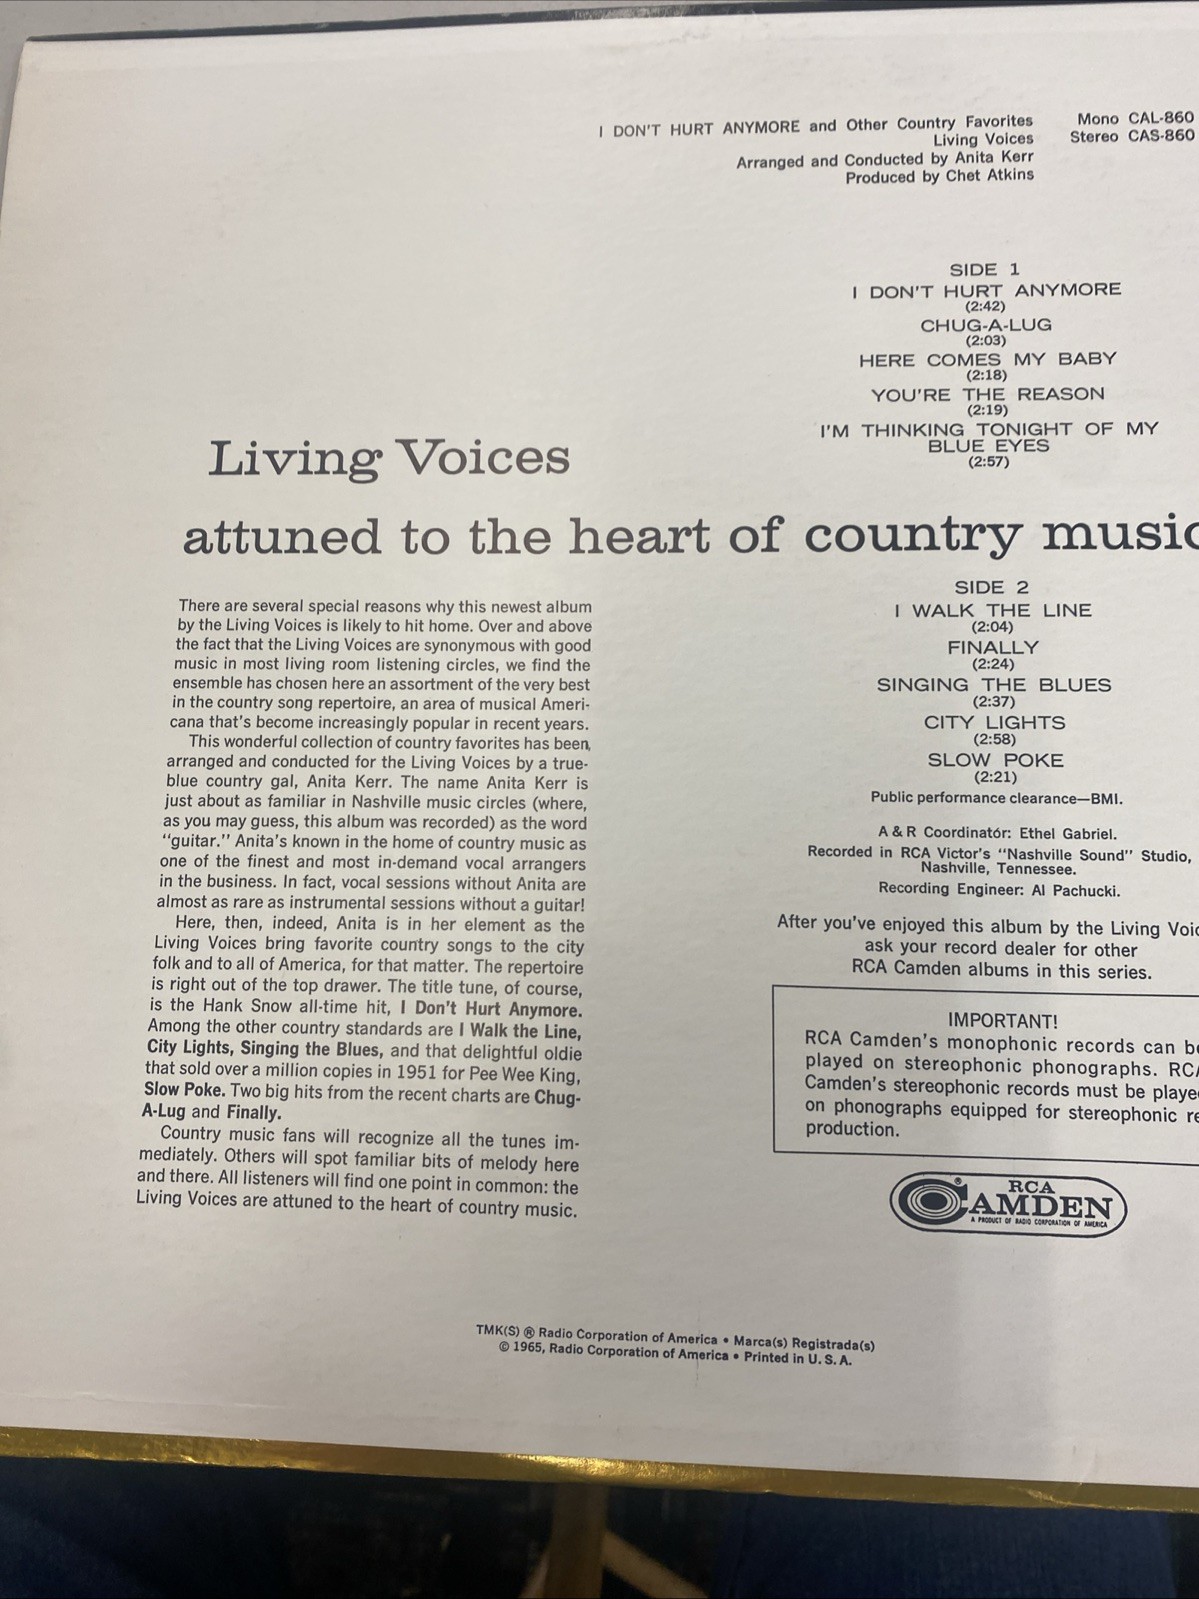 I DON'T HURT ANYMORE and Other Country Favorites
Living Voices
Arranged and Conducted by Anita Kerr
Produced by Chet Atkins
Mono CAL-860
Stereo CAS-860
SIDE 1
I DON'T HURT ANYMORE
(2:42)
CHUG-A-LUG
(2:03)
HERE COMES MY BABY
(2:18)
YOU'RE THE REASON
(2:19)
I'M THINKING TONIGHT OF MY
BLUE EYES
(2:57)
Living Voices
attuned to the heart of country music
There are several special reasons why this newest album
by the Living Voices is likely to hit home. Over and above
the fact that the Living Voices are synonymous with good
music in most living room listening circles, we find the
ensemble has chosen here an assortment of the very best
in the country song repertoire, an area of musical Ameri-
cana that's become increasingly popular in recent years.
This wonderful collection of country favorites has been
arranged and conducted for the Living Voices by a true-
blue country gal, Anita Kerr. The name Anita Kerr is
just about as familiar in Nashville music circles (where,
as you may guess, this album was recorded) as the word
"guitar." Anita's known in the home of country music as
one of the finest and most in-demand vocal arrangers
in the business. In fact, vocal sessions without Anita are
almost as rare as instrumental sessions without a guitar!
Here, then, indeed, Anita is in her element as the
Living Voices bring favorite country songs to the city
folk and to all of America, for that matter. The repertoire
is right out of the top drawer. The title tune, of course,
is the Hank Snow all-time hit, I Don't Hurt Anymore.
Among the other country standards are I Walk the Line,
City Lights, Singing the Blues, and that delightful oldie
that sold over a million copies in 1951 for Pee Wee King,
Slow Poke. Two big hits from the recent charts are Chug-
A-Lug and Finally.
Country music fans will recognize all the tunes im-
mediately. Others will spot familiar bits of melody here
and there. All listeners will find one point in common: the
Living Voices are attuned to the heart of country music.
SIDE 2
I WALK THE LINE
(2:04)
FINALLY
(2:24)
SINGING THE BLUES
(2:37)
CITY LIGHTS
(2:58)
SLOW POKE
(2:21)
Public performance clearance—BMI.
A & R Coordinator: Ethel Gabriel.
Recorded in RCA Victor's "Nashville Sound" Studio,
Nashville, Tennessee.
Recording Engineer: Al Pachucki.
After you've enjoyed this album by the Living Voic
ask your record dealer for other
RCA Camden albums in this series.
IMPORTANT!
RCA Camden's monophonic records can be
played on stereophonic phonographs. RCA
Camden's stereophonic records must be playe
on phonographs equipped for stereophonic re
production.
RCA
CAMDEN ®
A PRODUCT OF RADIO CORPORATION OF AMERICA
TMK(S) ® Radio Corporation of America • Marca(s) Registrada(s)
© 1965, Radio Corporation of America • Printed in U. S. A.